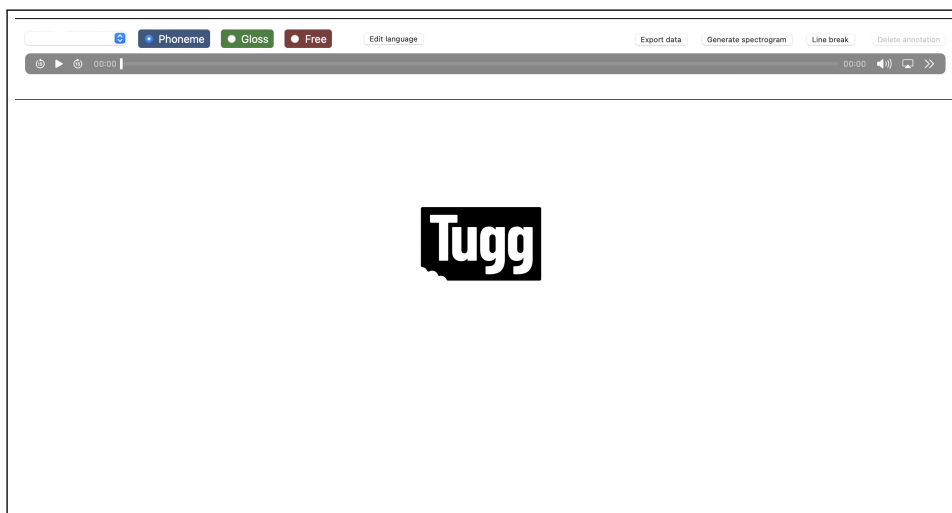 Phoneme Gloss Free Edit language Export data Generate spectrogram Line break Delete annotation
00:00 00:00
Tugg